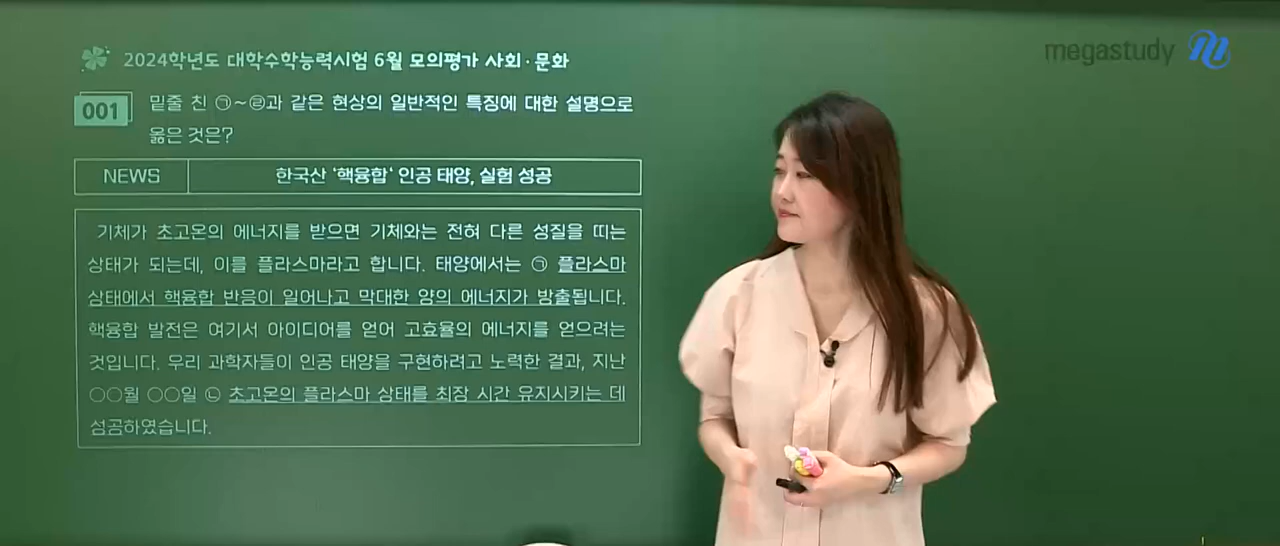 megastudy
2024학년도 대학수학능력시험 6월 모의평가 사회·문화
001
밑줄 친 ㉠~㉣과 같은 현상의 일반적인 특징에 대한 설명으로
옳은 것은?
NEWS
한국산 '핵융합' 인공 태양, 실험 성공
기체가 초고온의 에너지를 받으면 기체와는 전혀 다른 성질을 띠는
상태가 되는데, 이를 플라스마라고 합니다. 태양에서는 ㉠ 플라스마
상태에서 핵융합 반응이 일어나고 막대한 양의 에너지가 방출됩니다.
핵융합 발전은 여기서 아이디어를 얻어 고효율의 에너지를 얻으려는
것입니다. 우리 과학자들이 인공 태양을 구현하려고 노력한 결과, 지난
○○월 ○○일 ㉡ 초고온의 플라스마 상태를 최장 시간 유지시키는 데
성공하였습니다.